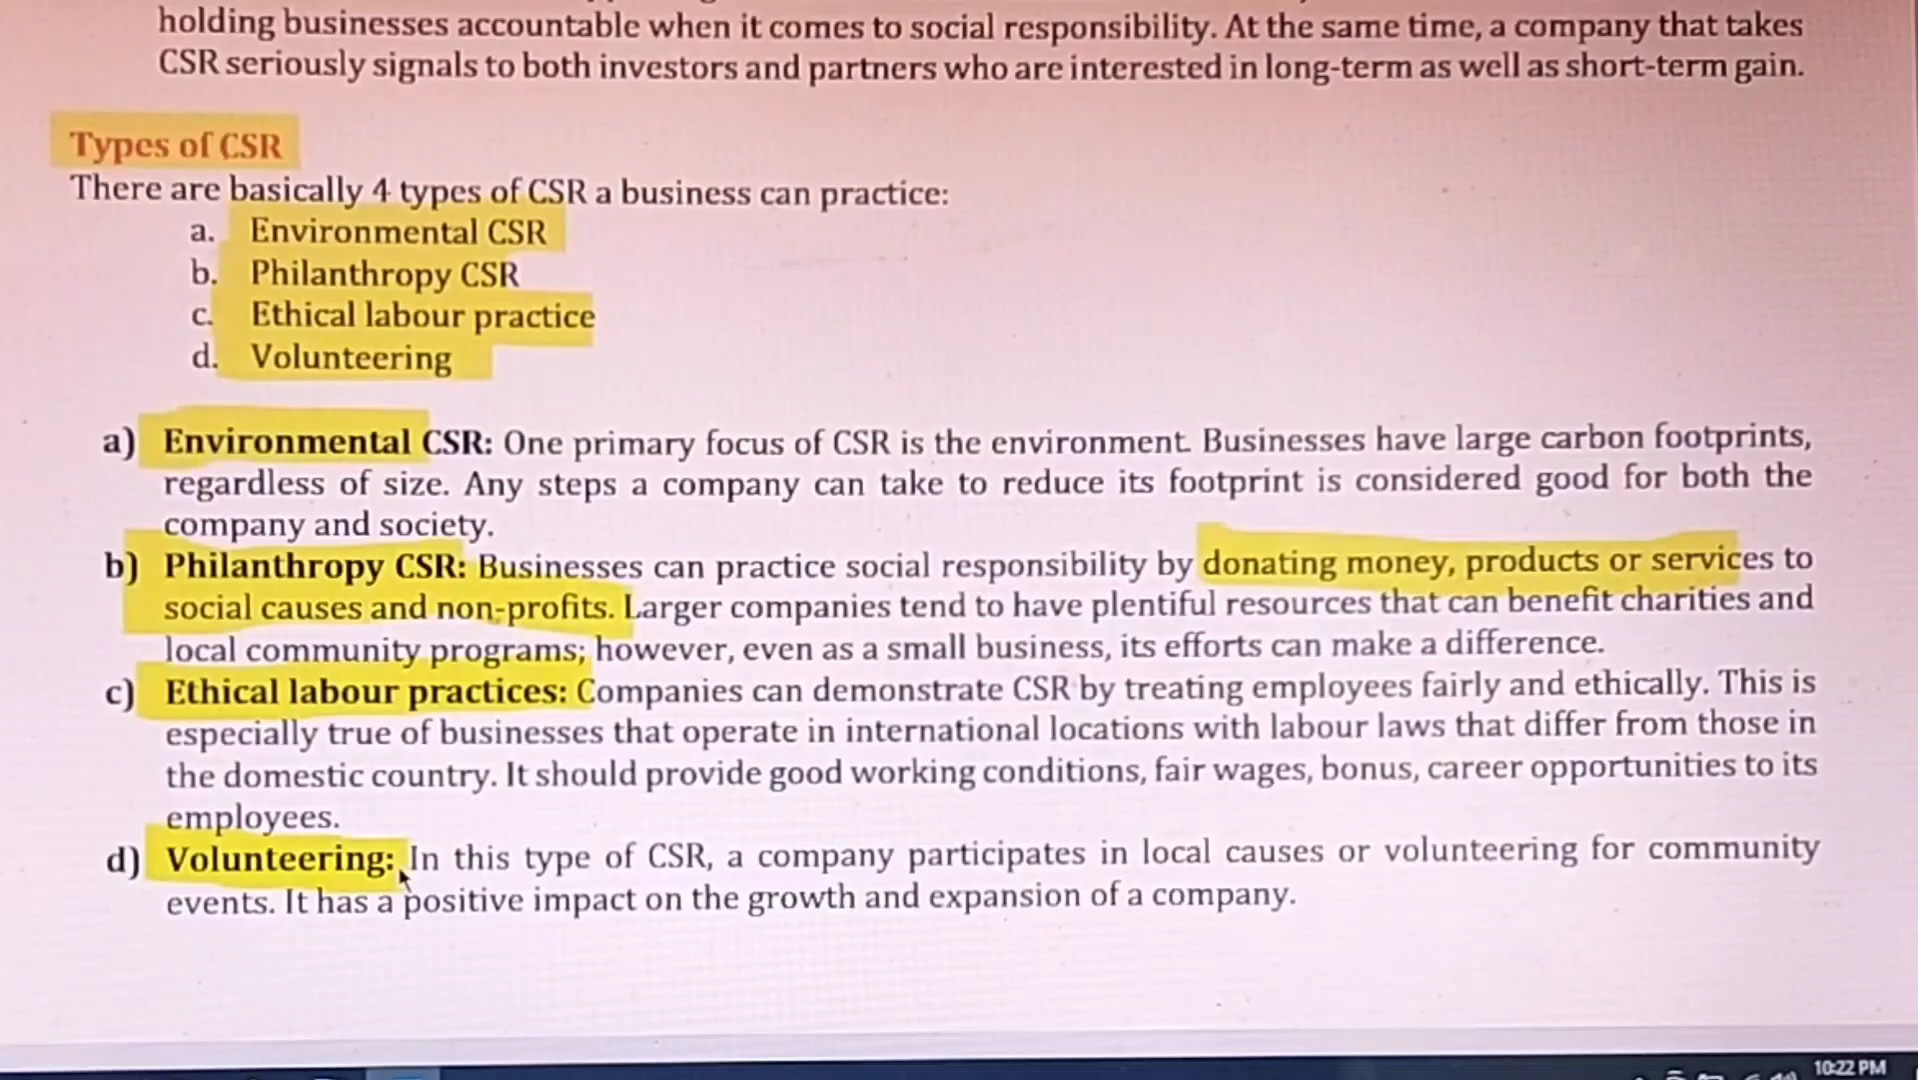 holding businesses accountable when it comes to social responsibility. At the same time, a company that takes
CSR seriously signals to both investors and partners who are interested in long-term as well as short-term gain.
Types of CSR
There are basically 4 types of CSR a business can practice:
a. Environmental CSR
b. Philanthropy CSR
c. Ethical labour practice
d. Volunteering
a) Environmental CSR: One primary focus of CSR is the environment. Businesses have large carbon footprints,
regardless of size. Any steps a company can take to reduce its footprint is considered good for both the
company and society.
b) Philanthropy CSR: Businesses can practice social responsibility by donating money, products or services to
social causes and non-profits. Larger companies tend to have plentiful resources that can benefit charities and
local community programs; however, even as a small business, its efforts can make a difference.
c) Ethical labour practices: Companies can demonstrate CSR by treating employees fairly and ethically. This is
especially true of businesses that operate in international locations with labour laws that differ from those in
the domestic country. It should provide good working conditions, fair wages, bonus, career opportunities to its
employees.
d) Volunteering: In this type of CSR, a company participates in local causes or volunteering for community
events. It has a positive impact on the growth and expansion of a company.
10:22 PM